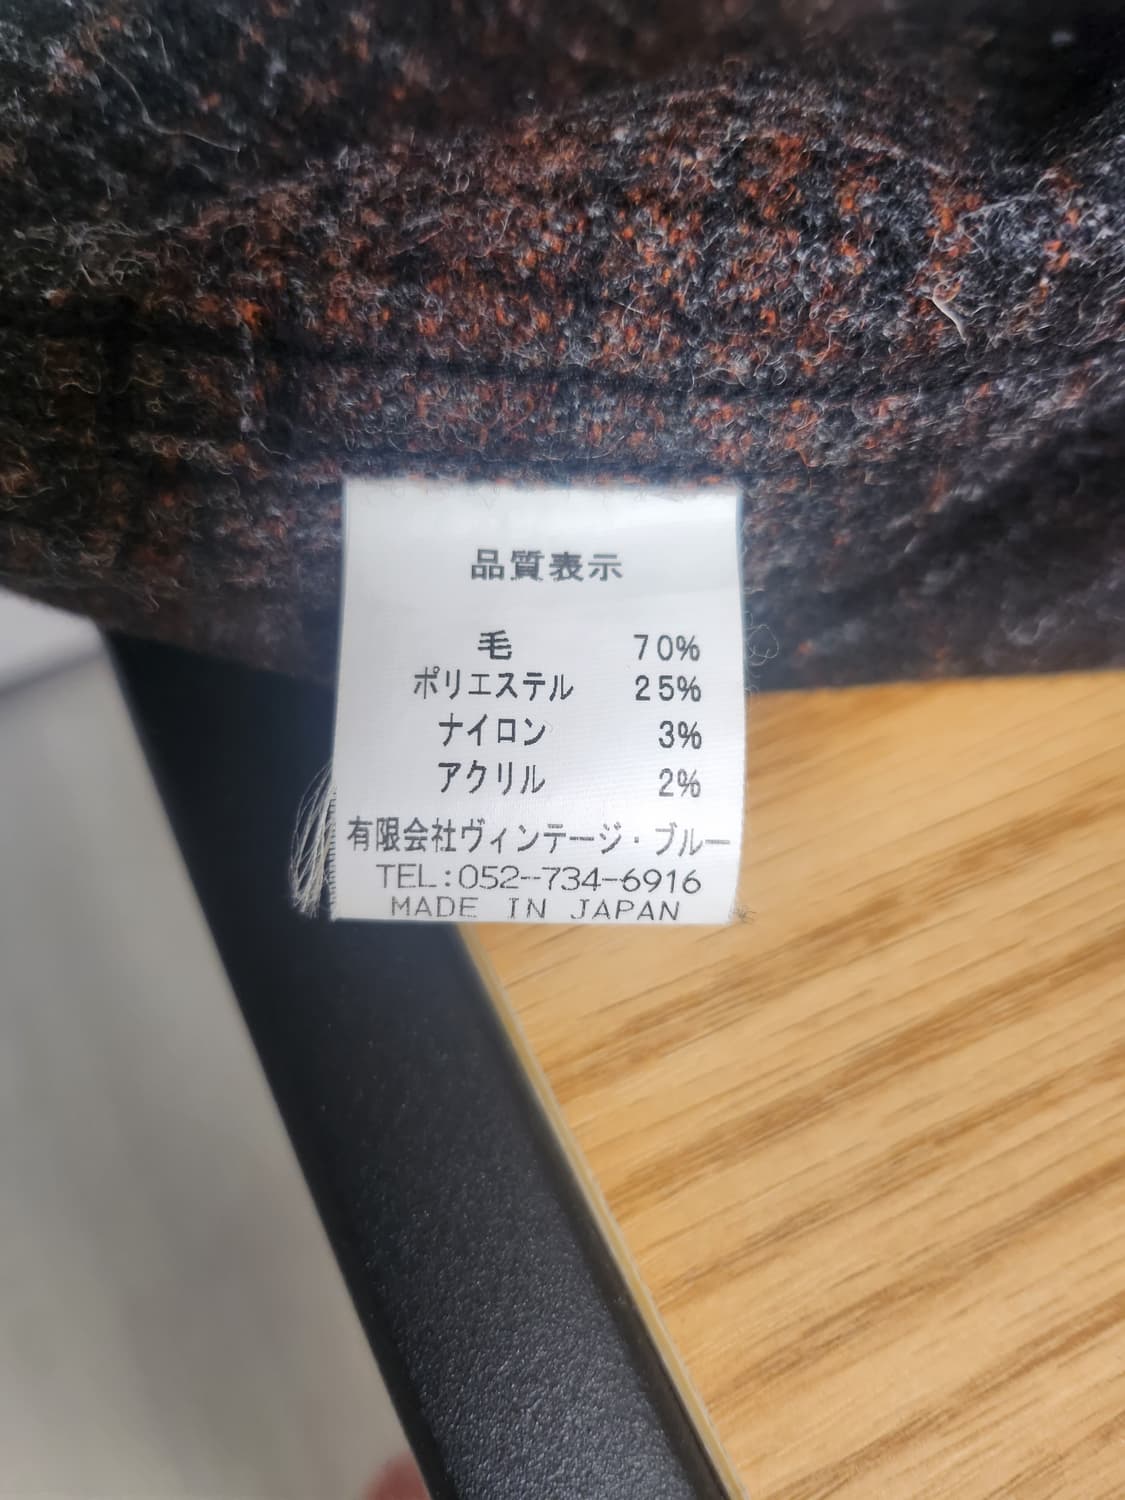 品質表示
毛 70%
ポリエステル 25%
ナイロン 3%
アクリル 2%
有限会社ヴィンテージ・ブルー
TEL:052-734-6916
MADE IN JAPAN